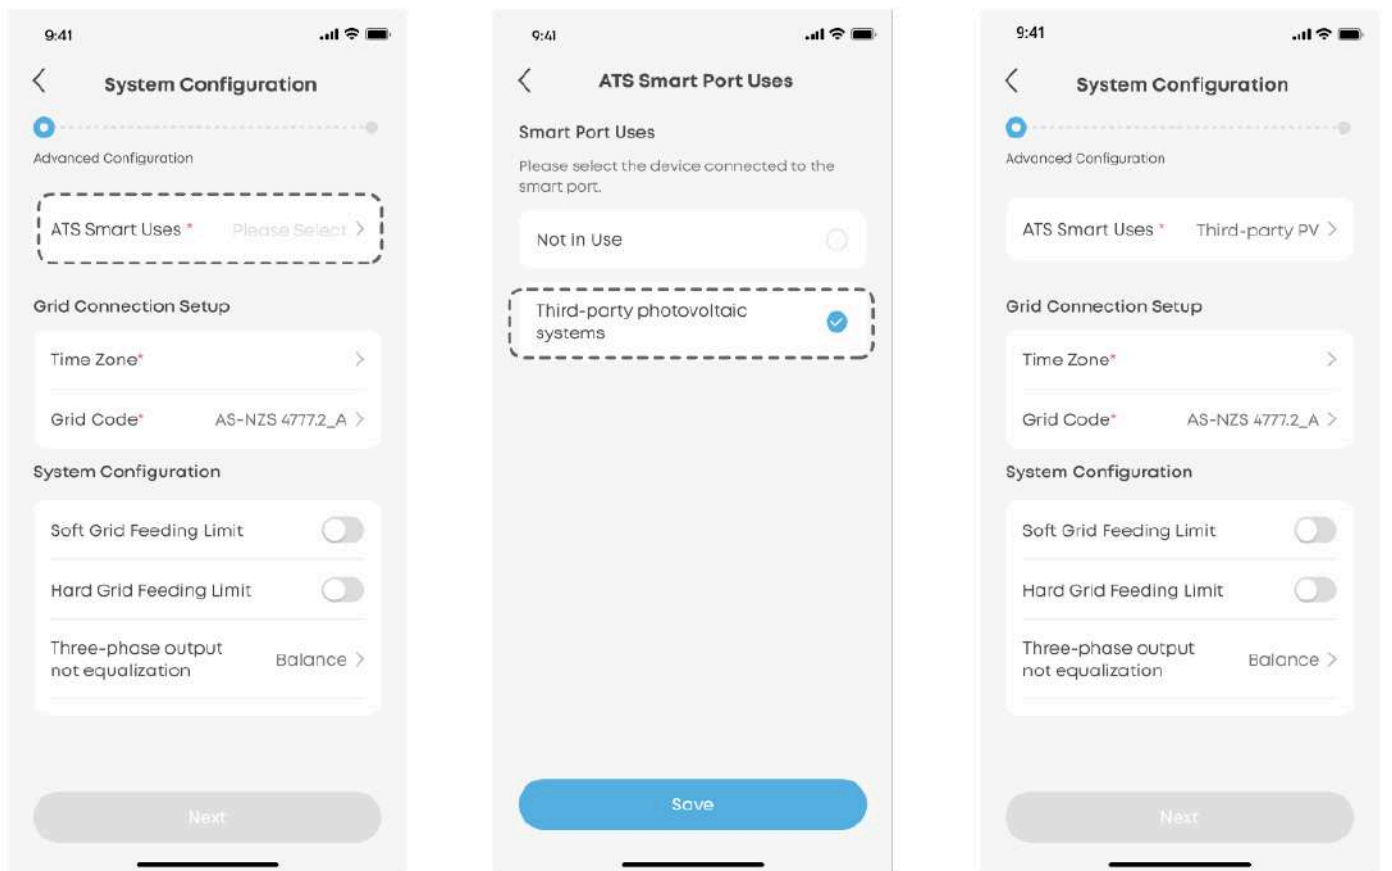 9:41
System Configuration
Advanced Configuration
ATS Smart Uses * Please Select
Grid Connection Setup
Time Zone*
Grid Code* AS-NZS 4777.2_A
System Configuration
Soft Grid Feeding Limit
Hard Grid Feeding Limit
Three-phase output
not equalization
Balance
Next
9:41
ATS Smart Port Uses
Smart Port Uses
Please select the device connected to the
smart port.
Not in Use
Third-party photovoltaic
systems
Save
9:41
System Configuration
Advanced Configuration
ATS Smart Uses * Third-party PV
Grid Connection Setup
Time Zone*
Grid Code* AS-NZS 4777.2_A
System Configuration
Soft Grid Feeding Limit
Hard Grid Feeding Limit
Three-phase output
not equalization
Balance
Next